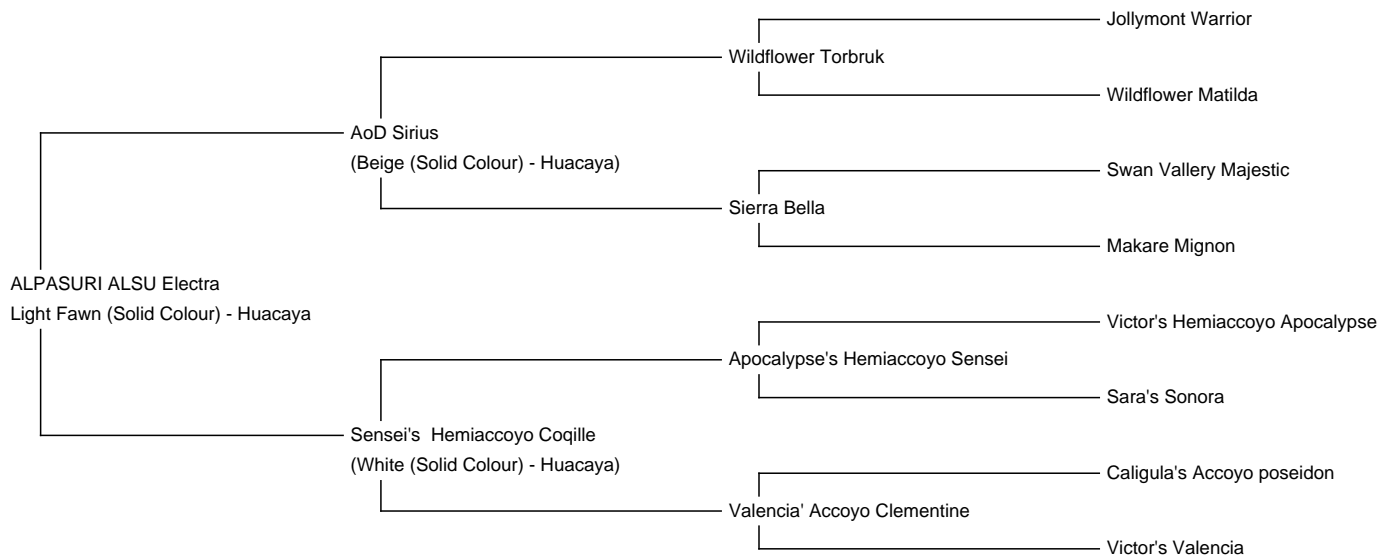 Jollymont Warrior
Wildflower Torbruk
Wildflower Matilda
AoD Sirius
(Beige (Solid Colour) - Huacaya)
Swan Vallery Majestic
Sierra Bella
Makare Mignon
ALPASURI ALSU Electra
Light Fawn (Solid Colour) - Huacaya
Victor's Hemiaccoyo Apocalypse
Apocalypse's Hemiaccoyo Sensei
Sara's Sonora
Sensei's  Hemiaccoyo Coqille
(White (Solid Colour) - Huacaya)
Caligula's Accoyo poseidon
Valencia' Accoyo Clementine
Victor's Valencia